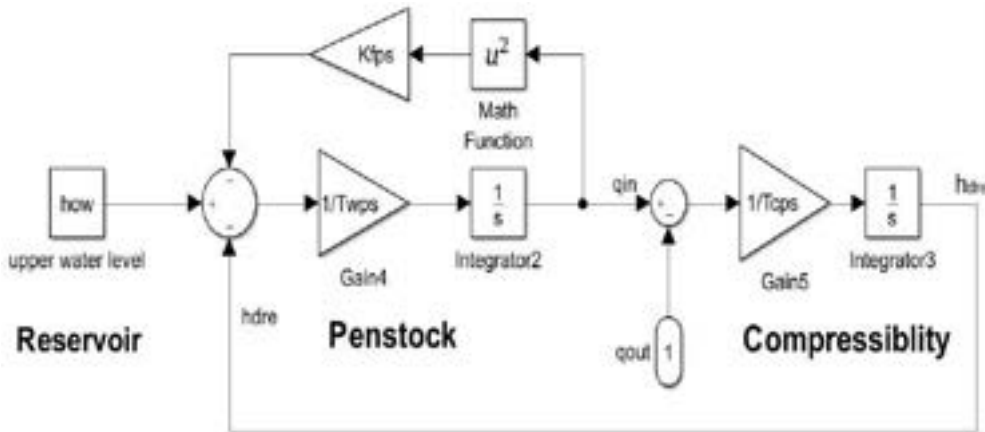 Kfps
u²
Math
Function
how
upper water level
1/Twps
Gain4
1
s
Integrator2
qin
1/Tcps
Gain5
1
s
Integrator3
hdre
hdre
qout
1
Reservoir
Penstock
Compressiblity